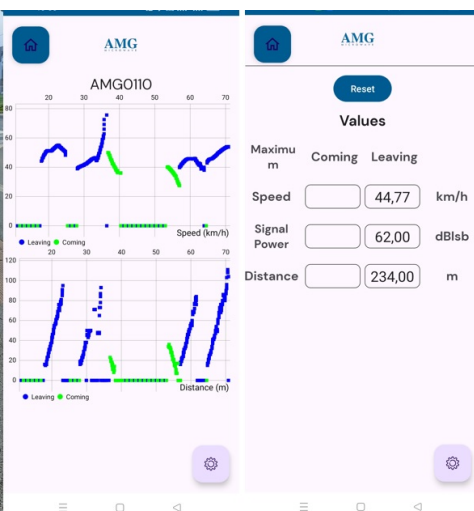 AMG
AMG0110
20 30 40 50 60 70
80
60
40
20
0
Speed (km/h)
Leaving Coming
20 30 40 50 60 70
120
100
80
60
40
20
0
Distance (m)
Leaving Coming
AMG
Reset
Values
Maximu
m
Coming Leaving
Speed 44,77 km/h
Signal
Power
62,00 dBlsb
Distance 234,00 m